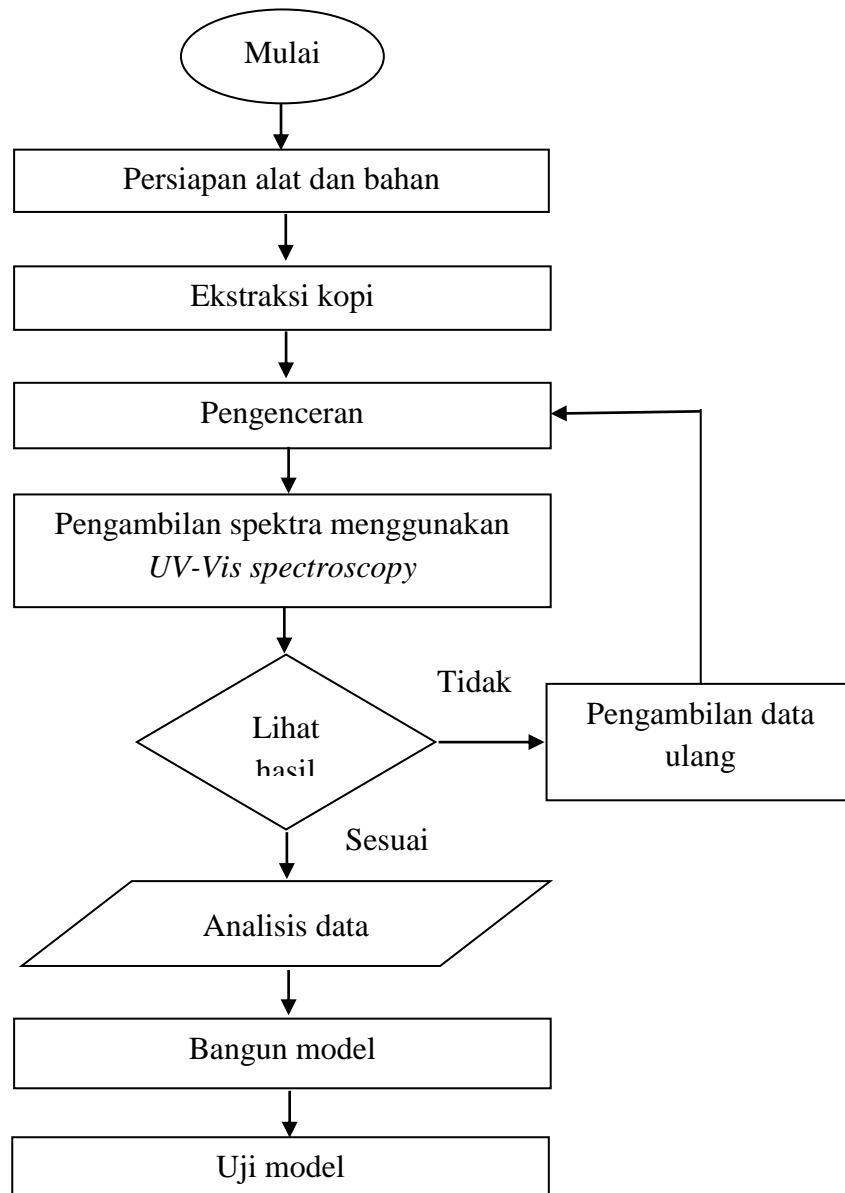 Mulai
Persiapan alat dan bahan
Ekstraksi kopi
Pengenceran
Pengambilan spektra menggunakan
UV-Vis spectroscopy
Tidak
Pengambilan data
ulang
Lihat
hasil
Sesuai
Analisis data
Bangun model
Uji model